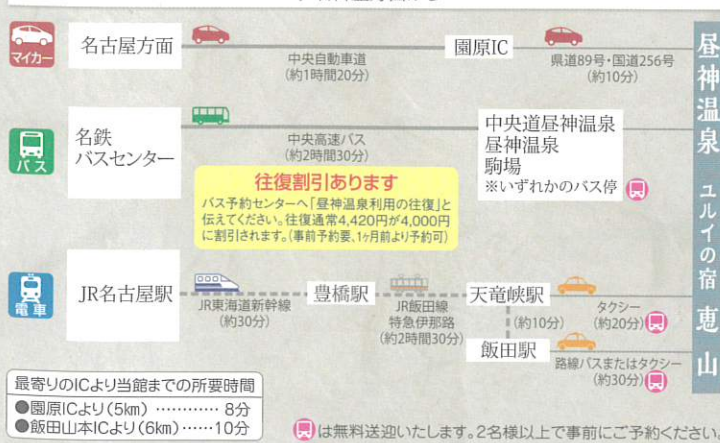 マイカー
名古屋方面
中央自動車道
(約1時間20分)
園原IC
県道89号・国道256号
(約10分)
バス
名鉄
バスセンター
中央高速バス
(約2時間30分)
中央道昼神温泉
昼神温泉
駒場
※いずれかのバス停
往復割引あります
バス予約センターへ「昼神温泉利用の往復」と
伝えてください。往復通常4,420円が4,000円
に割引されます。(事前予約要、1ヶ月前より予約可)
電車
JR名古屋駅
JR東海道新幹線
(約30分)
豊橋駅
JR飯田線
特急伊那路
(約2時間30分)
天竜峡駅
(約10分)
タクシー
(約20分)
飯田駅
路線バスまたはタクシー
(約30分)
昼神温泉 ユルイの宿 恵山
最寄りのICより当館までの所要時間
●園原ICより(5km) ………… 8分
●飯田山本ICより(6km)……10分
は無料送迎いたします。2名様以上で事前にご予約ください。